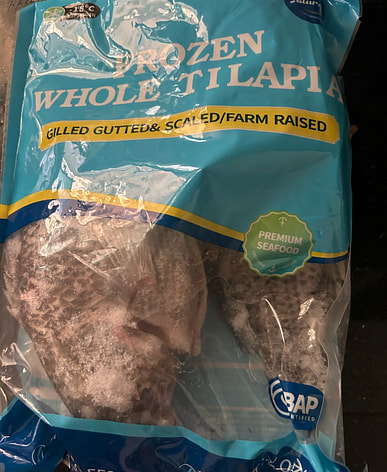 -18°C
FROZEN
WHOLE TILAPIA
GILLED GUTTED& SCALED/FARM RAISED
PREMIUM
SEAFOOD
BAP
CERTIFIED